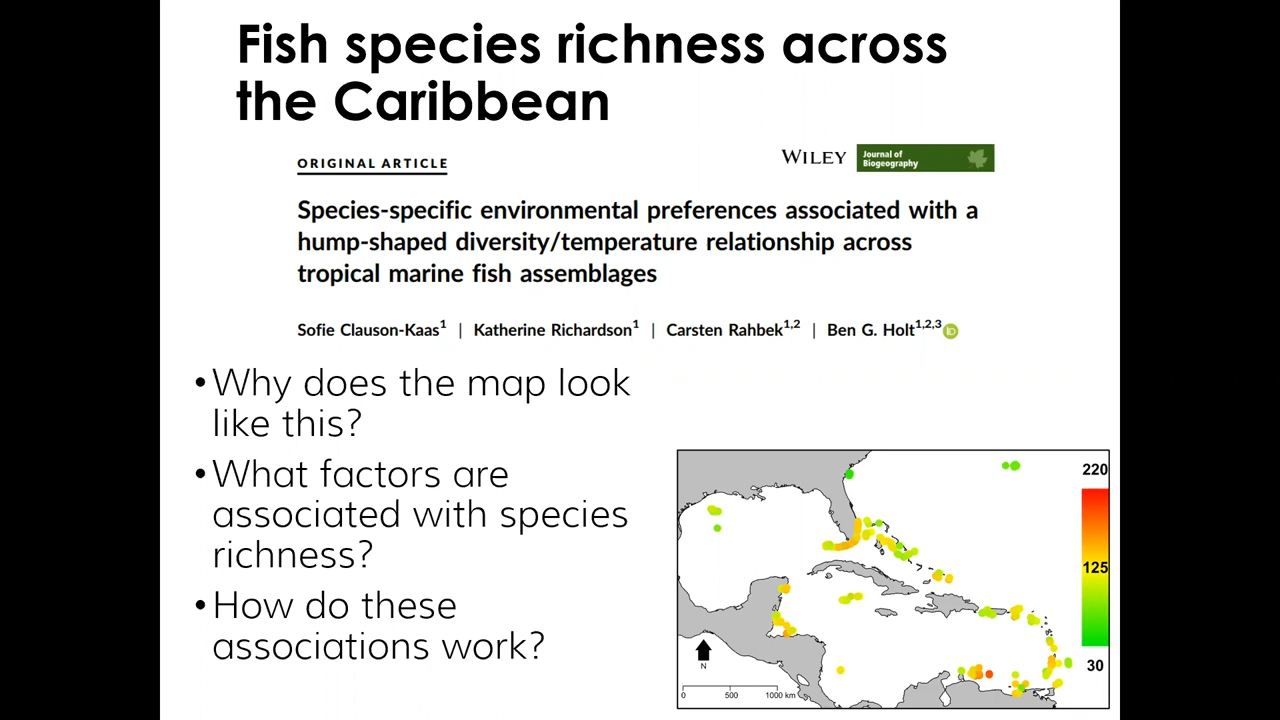 Fish species richness across
the Caribbean
ORIGINAL ARTICLE
WILEY
Journal of
Biogeography
Species-specific environmental preferences associated with a
hump-shaped diversity/temperature relationship across
tropical marine fish assemblages
Sofie Clauson-Kaas1 | Katherine Richardson1 | Carsten Rahbek1,2 | Ben G. Holt1,2,3 iD
•Why does the map look
like this?
•What factors are
associated with species
richness?
•How do these
associations work?
220
125
30
N
0 500 1000 km